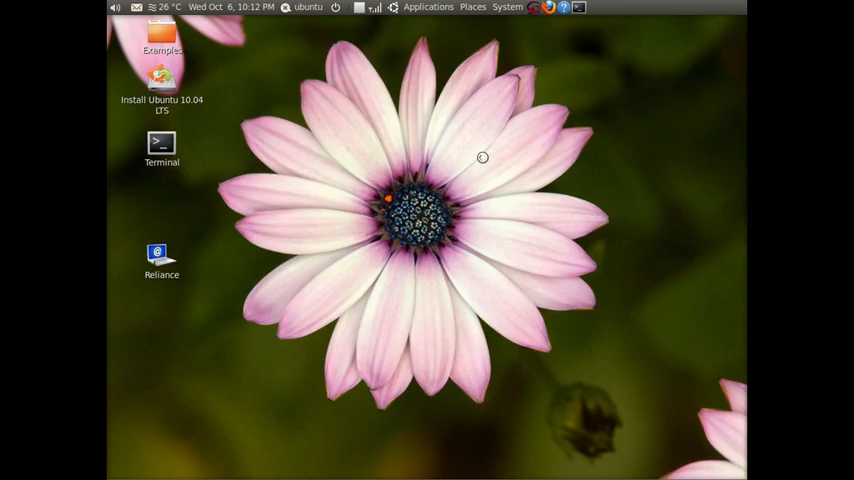 26 °C Wed Oct 6, 10:12 PM ubuntu Applications Places System
Examples
Install Ubuntu 10.04
LTS
Terminal
Reliance